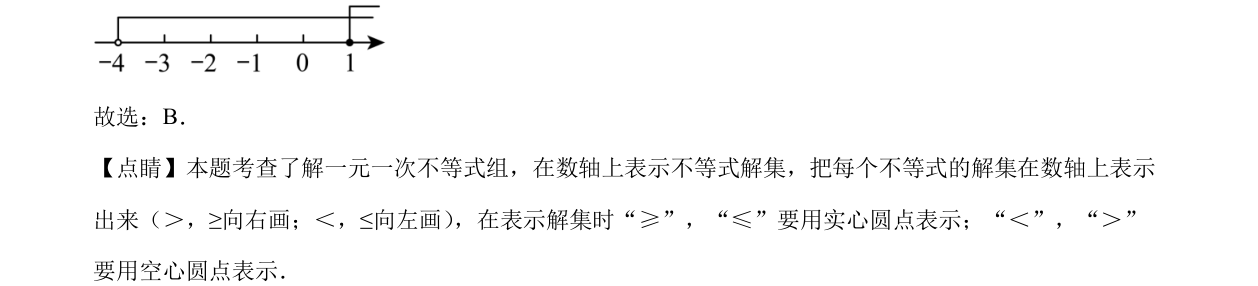 −4 −3 −2 −1 0 1
故选：B．
【点睛】本题考查了解一元一次不等式组，在数轴上表示不等式解集，把每个不等式的解集在数轴上表示
出来（＞，≥向右画；＜，≤向左画），在表示解集时“≥”，“≤”要用实心圆点表示；“＜”，“＞”
要用空心圆点表示．